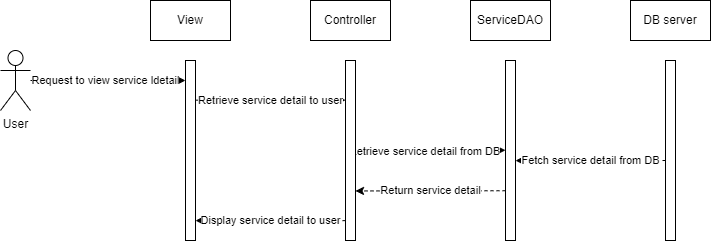 View
Controller
ServiceDAO
DB server
Request to view service ldetail
User
Retrieve service detail to user
etrieve service detail from DB
Fetch service detail from DB
Return service detail
Display service detail to user